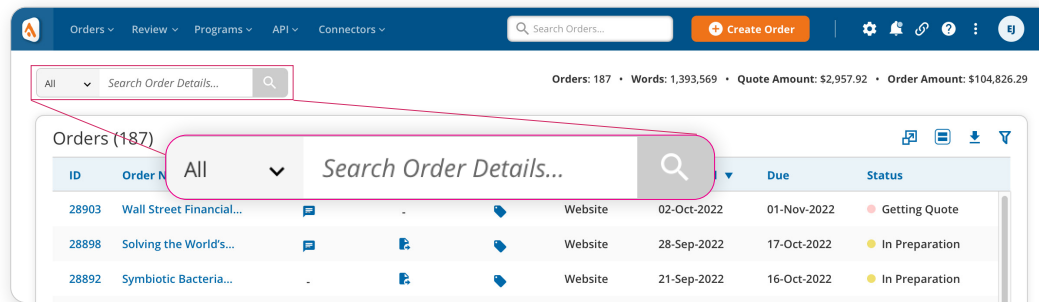 Orders Review Programs API Connectors Search Orders... Create Order EJ
All Search Order Details... Orders: 187 • Words: 1,393,569 • Quote Amount: $2,957.92 • Order Amount: $104,826.29
Orders (187)
All Search Order Details...
ID Order N Due Status
28903 Wall Street Financial... - Website 02-Oct-2022 01-Nov-2022 Getting Quote
28898 Solving the World's... Website 28-Sep-2022 17-Oct-2022 In Preparation
28892 Symbiotic Bacteria... - Website 21-Sep-2022 16-Oct-2022 In Preparation